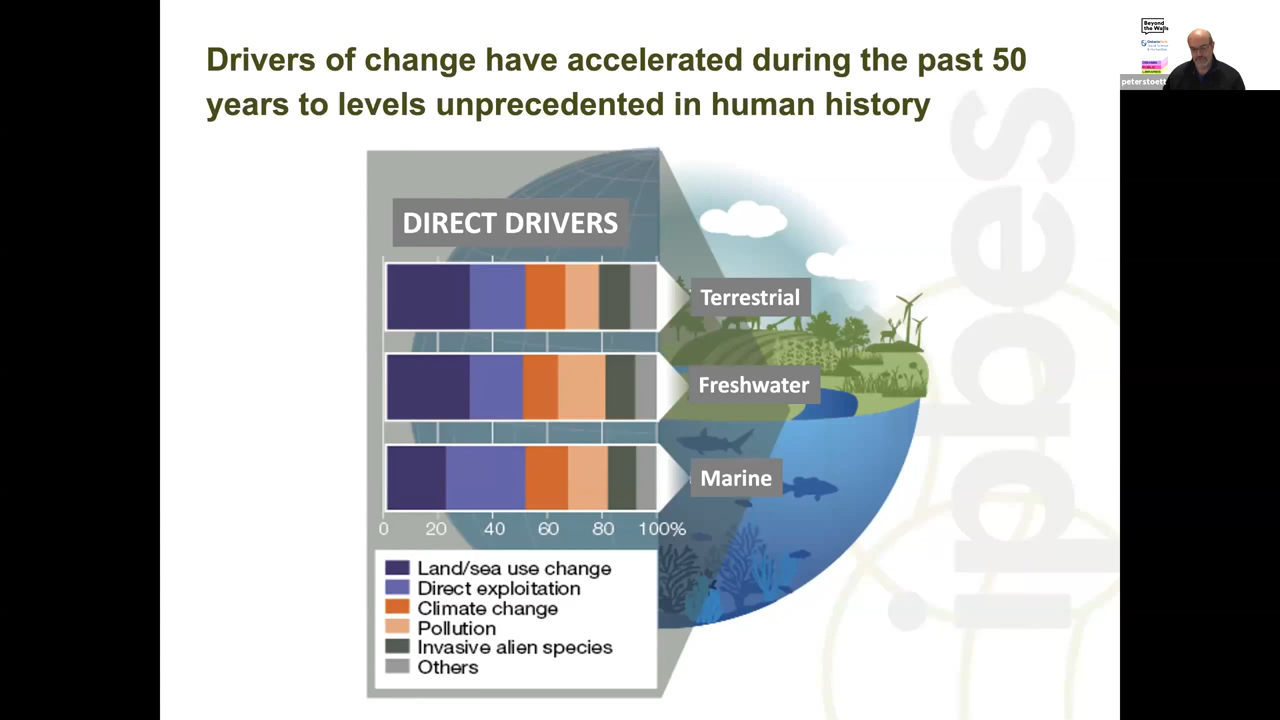 Drivers of change have accelerated during the past 50
years to levels unprecedented in human history
DIRECT DRIVERS
Terrestrial
Freshwater
Marine
0 20 40 60 80 100%
Land/sea use change
Direct exploitation
Climate change
Pollution
Invasive alien species
Others
ipbes
Beyond
the Walls
peterstoett